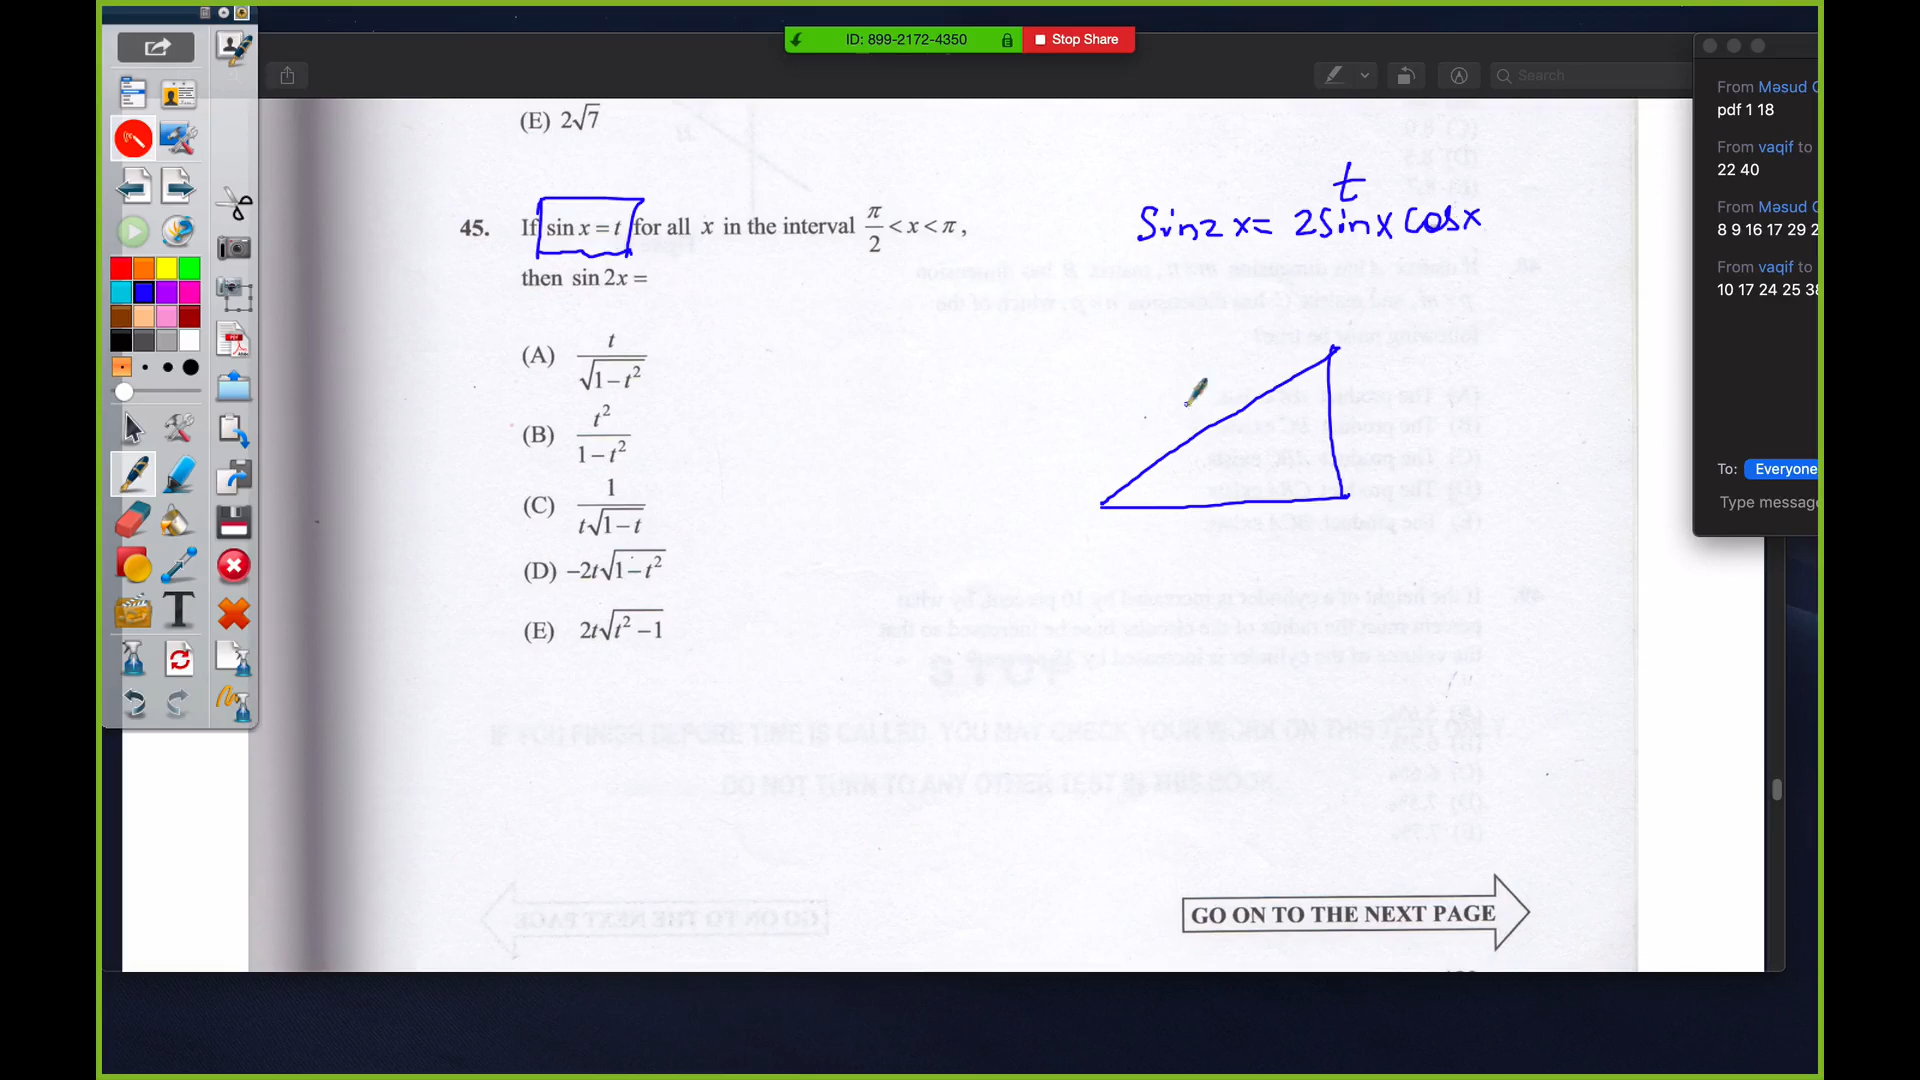 ID: 899-2172-4350
Stop Share
Search
(E) 2√7
45. If sin x = t for all x in the interval π/2 < x < π,
then sin 2x =
(A) t/√(1−t²)
(B) t²/(1−t²)
(C) 1/(t√(1−t))
(D) −2t√(1−t²)
(E) 2t√(t²−1)
t
Sin2x = 2Sinx Cosx
GO ON TO THE NEXT PAGE
From Məsud
pdf 1 18
From vaqif to
22 40
From Məsud
8 9 16 17 29 2
From vaqif to
10 17 24 25 38
To: Everyone
Type message